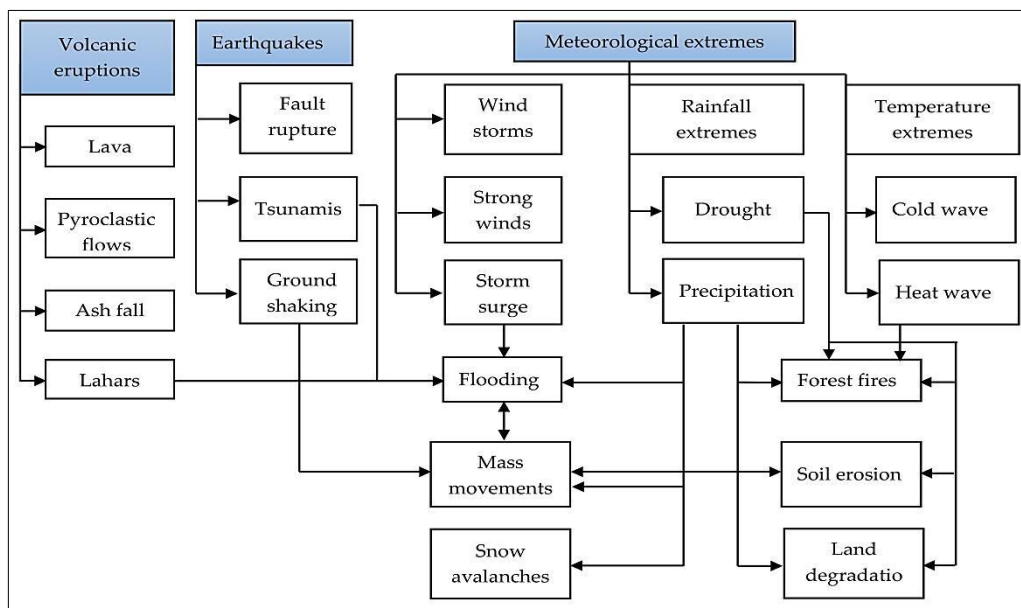 Volcanic
eruptions
Earthquakes
Meteorological extremes
Fault
rupture
Wind
storms
Rainfall
extremes
Temperature
extremes
Lava
Tsunamis
Strong
winds
Drought
Cold wave
Pyroclastic
flows
Ground
shaking
Storm
surge
Precipitation
Heat wave
Ash fall
Lahars
Flooding
Forest fires
Mass
movements
Soil erosion
Snow
avalanches
Land
degradatio